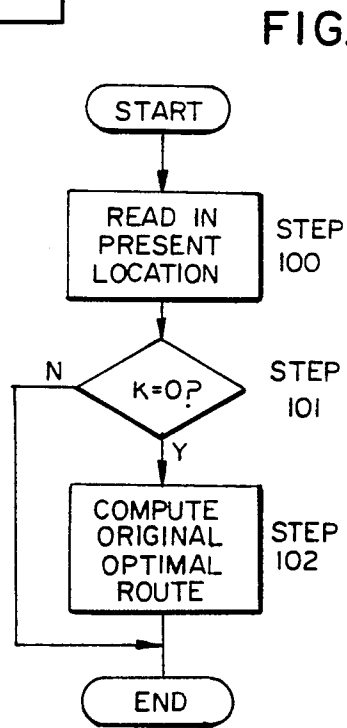 FIG.
START
READ IN
PRESENT
LOCATION
STEP
100
N
K=0?
STEP
101
Y
COMPUTE
ORIGINAL
OPTIMAL
ROUTE
STEP
102
END